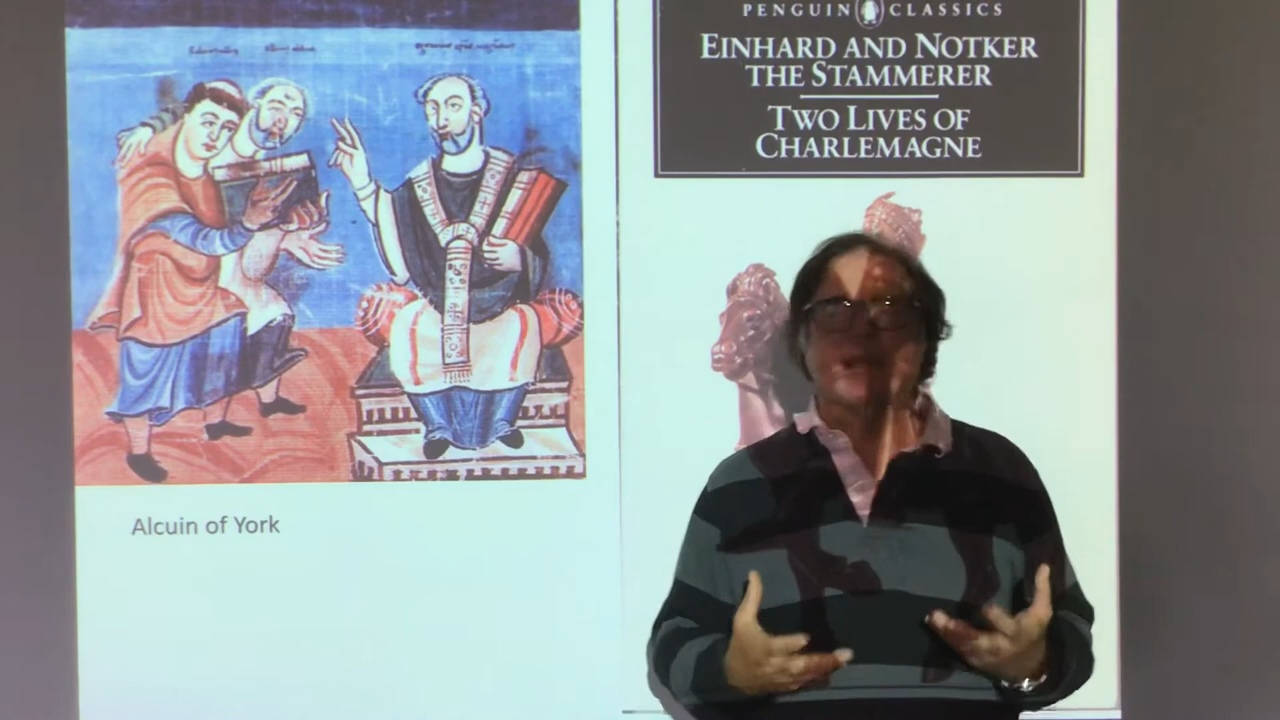 PENGUIN CLASSICS
EINHARD AND NOTKER
THE STAMMERER
TWO LIVES OF
CHARLEMAGNE
Alcuin of York